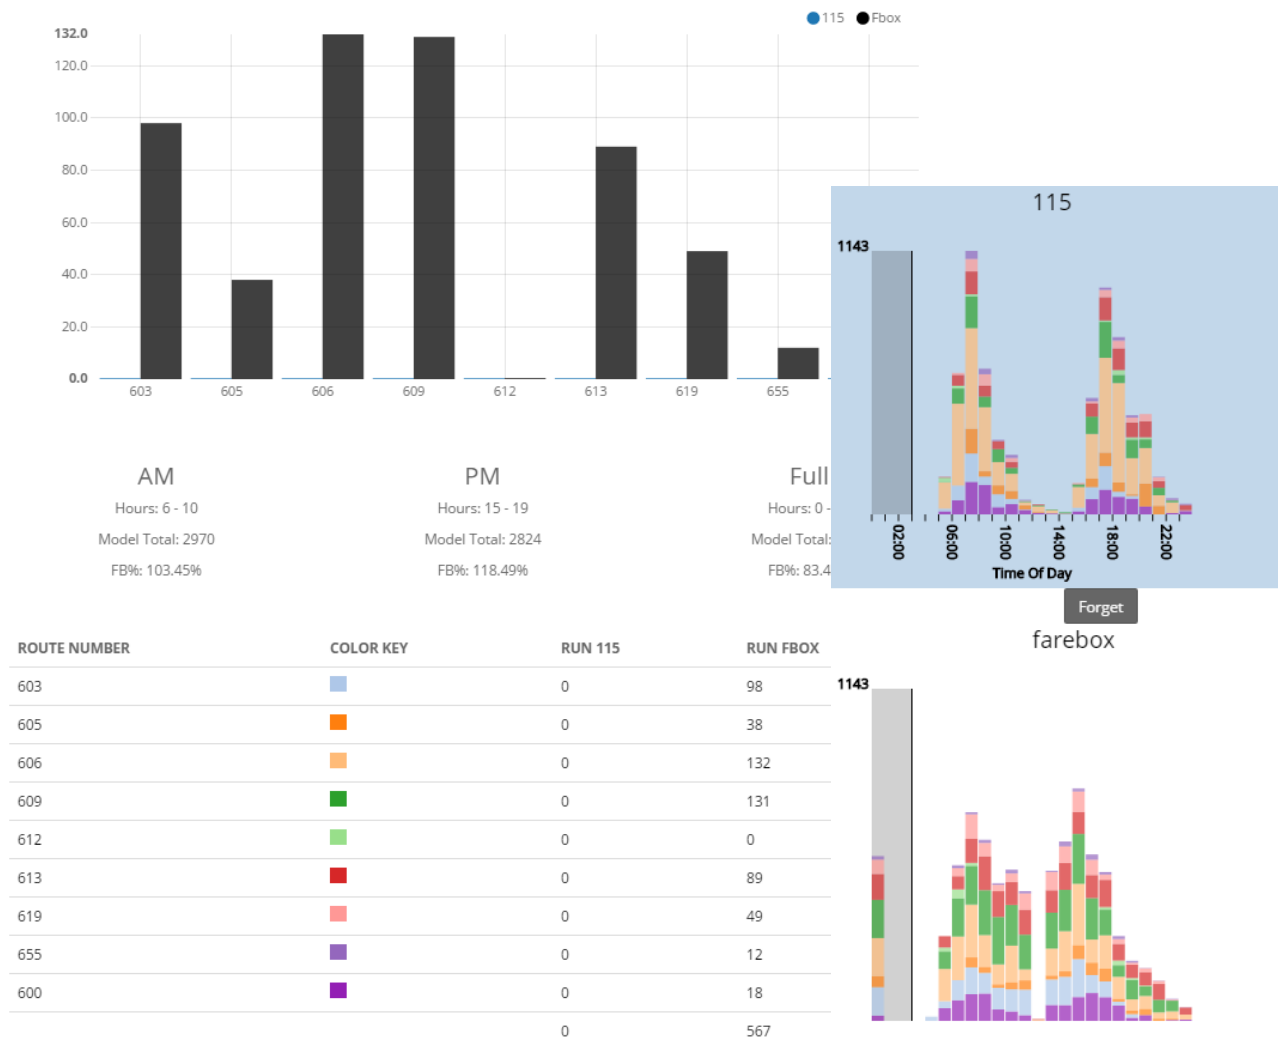 115 Fbox
132.0
120.0
100.0
80.0
60.0
40.0
20.0
0.0
603 605 606 609 612 613 619 655
AM
Hours: 6 - 10
Model Total: 2970
FB%: 103.45%
PM
Hours: 15 - 19
Model Total: 2824
FB%: 118.49%
Full
Hours: 0 -
Model Total:
FB%: 83.4
115
1143
02:00 06:00 10:00 14:00 18:00 22:00
Time Of Day
Forget
farebox
1143
ROUTE NUMBER COLOR KEY RUN 115 RUN FBOX
603 0 98
605 0 38
606 0 132
609 0 131
612 0 0
613 0 89
619 0 49
655 0 12
600 0 18
0 567